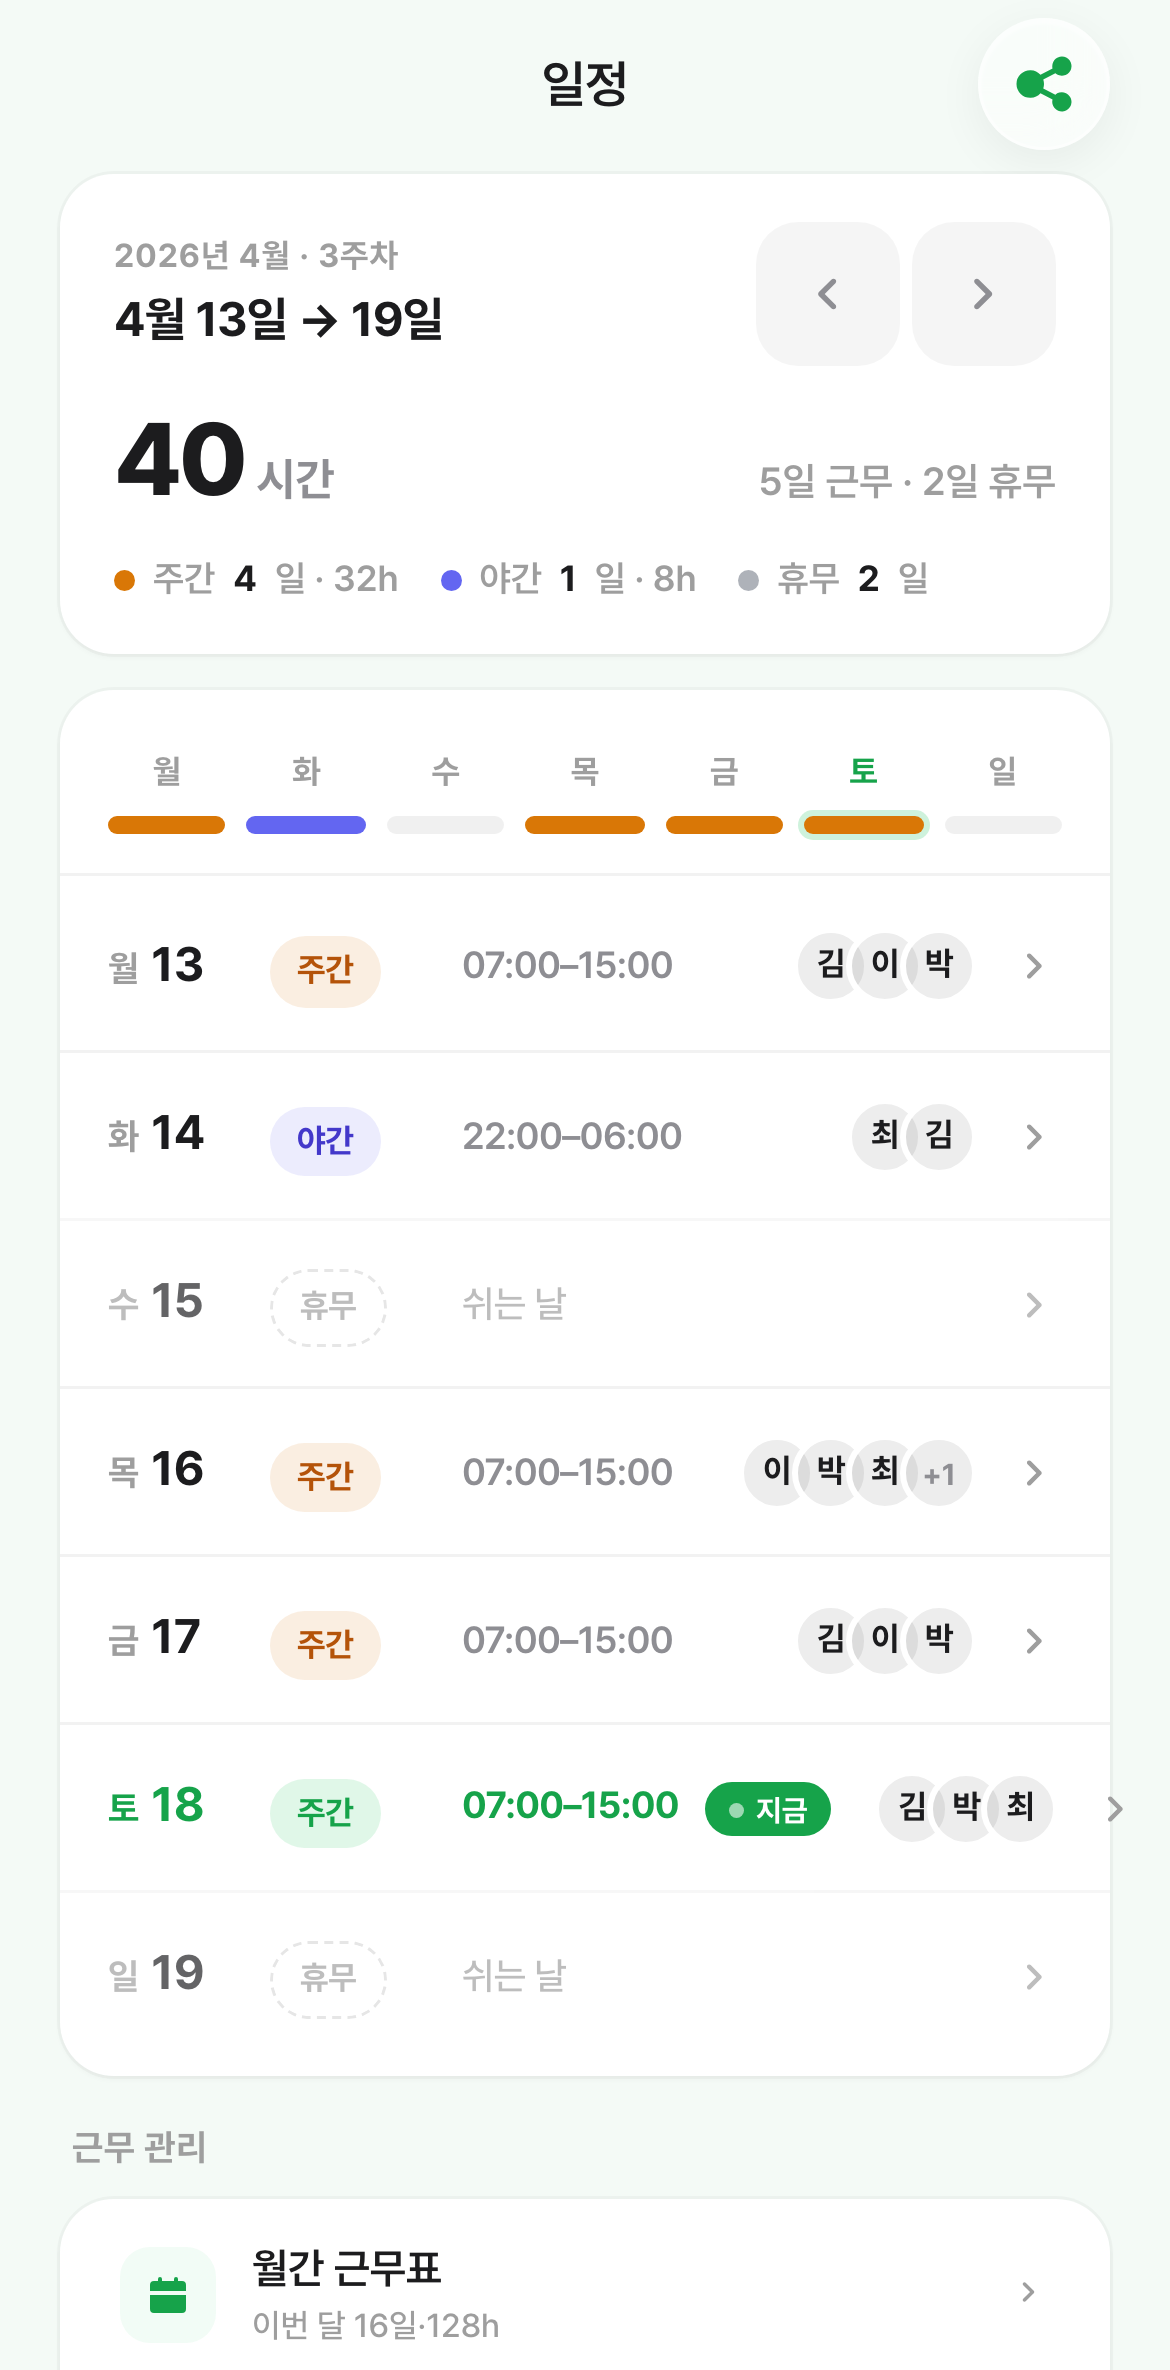 일정
2026년 4월 · 3주차
4월 13일 → 19일
40 시간
5일 근무 · 2일 휴무
주간 4 일 · 32h 야간 1 일 · 8h 휴무 2 일
월 화 수 목 금 토 일
월 13 주간 07:00–15:00 김 이 박
화 14 야간 22:00–06:00 최 김
수 15 휴무 쉬는 날
목 16 주간 07:00–15:00 이 박 최 +1
금 17 주간 07:00–15:00 김 이 박
토 18 주간 07:00–15:00 지금 김 박 최
일 19 휴무 쉬는 날
근무 관리
월간 근무표
이번 달 16일·128h